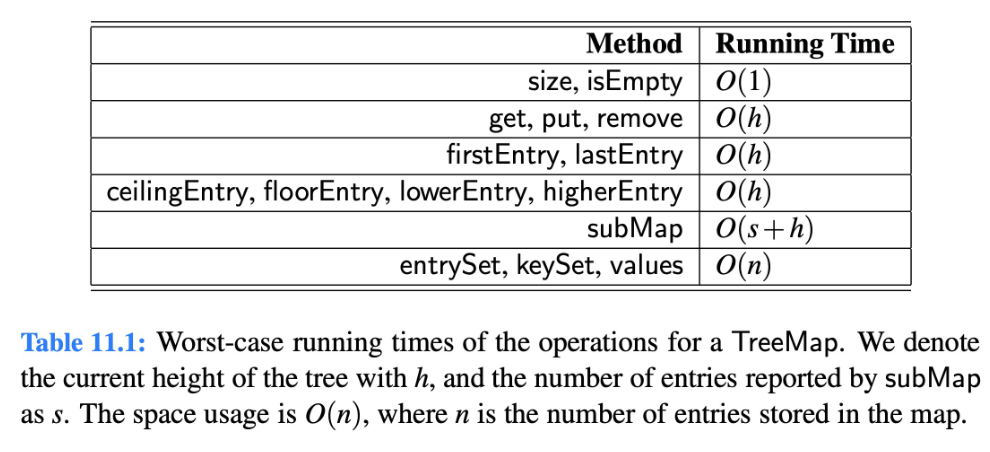 Method Running Time
size, isEmpty O(1)
get, put, remove O(h)
firstEntry, lastEntry O(h)
ceilingEntry, floorEntry, lowerEntry, higherEntry O(h)
subMap O(s+h)
entrySet, keySet, values O(n)
Table 11.1: Worst-case running times of the operations for a TreeMap. We denote
the current height of the tree with h, and the number of entries reported by subMap
as s. The space usage is O(n), where n is the number of entries stored in the map.